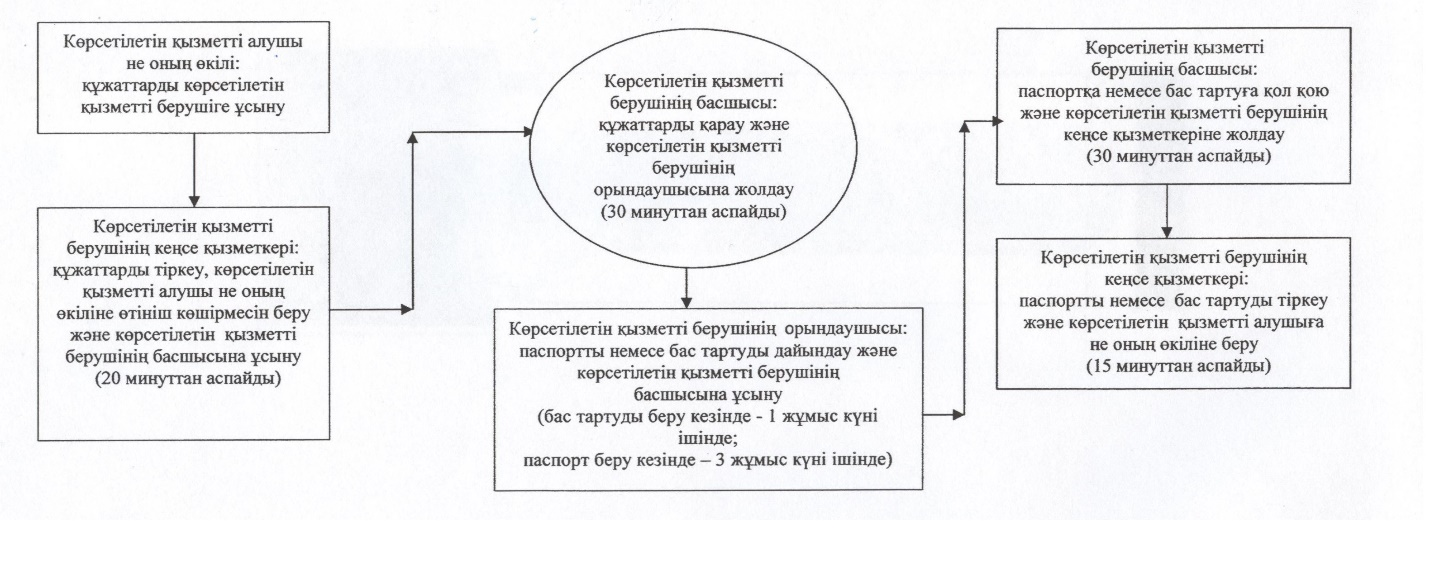 Көрсетілетін қызметті алушы
не оның өкілі:
құжаттарды көрсетілетін
қызметті берушіге ұсыну
Көрсетілетін қызметті
берушінің кеңсе қызметкері:
құжаттарды тіркеу, көрсетілетін
қызметті алушы не оның
өкіліне өтініш көшірмесін беру
және көрсетілетін қызметті
берушінің басшысына ұсыну
(20 минуттан аспайды)
Көрсетілетін қызметті
берушінің басшысы:
құжаттарды қарау және
көрсетілетін қызметті
берушінің
орындаушысына жолдау
(30 минуттан аспайды)
Көрсетілетін қызметті берушінің орындаушысы:
паспортты немесе бас тартуды дайындау және
көрсетілетін қызметті берушінің
басшысына ұсыну
(бас тартуды беру кезінде - 1 жұмыс күні
ішінде;
паспорт беру кезінде – 3 жұмыс күні ішінде)
Көрсетілетін қызметті
берушінің басшысы:
паспортқа немесе бас тартуға қол қою
және көрсетілетін қызметті берушінің
кеңсе қызметкеріне жолдау
(30 минуттан аспайды)
Көрсетілетін қызметті берушінің
кеңсе қызметкері:
паспортты немесе бас тартуды тіркеу
және көрсетілетін қызметті алушыға
не оның өкіліне беру
(15 минуттан аспайды)